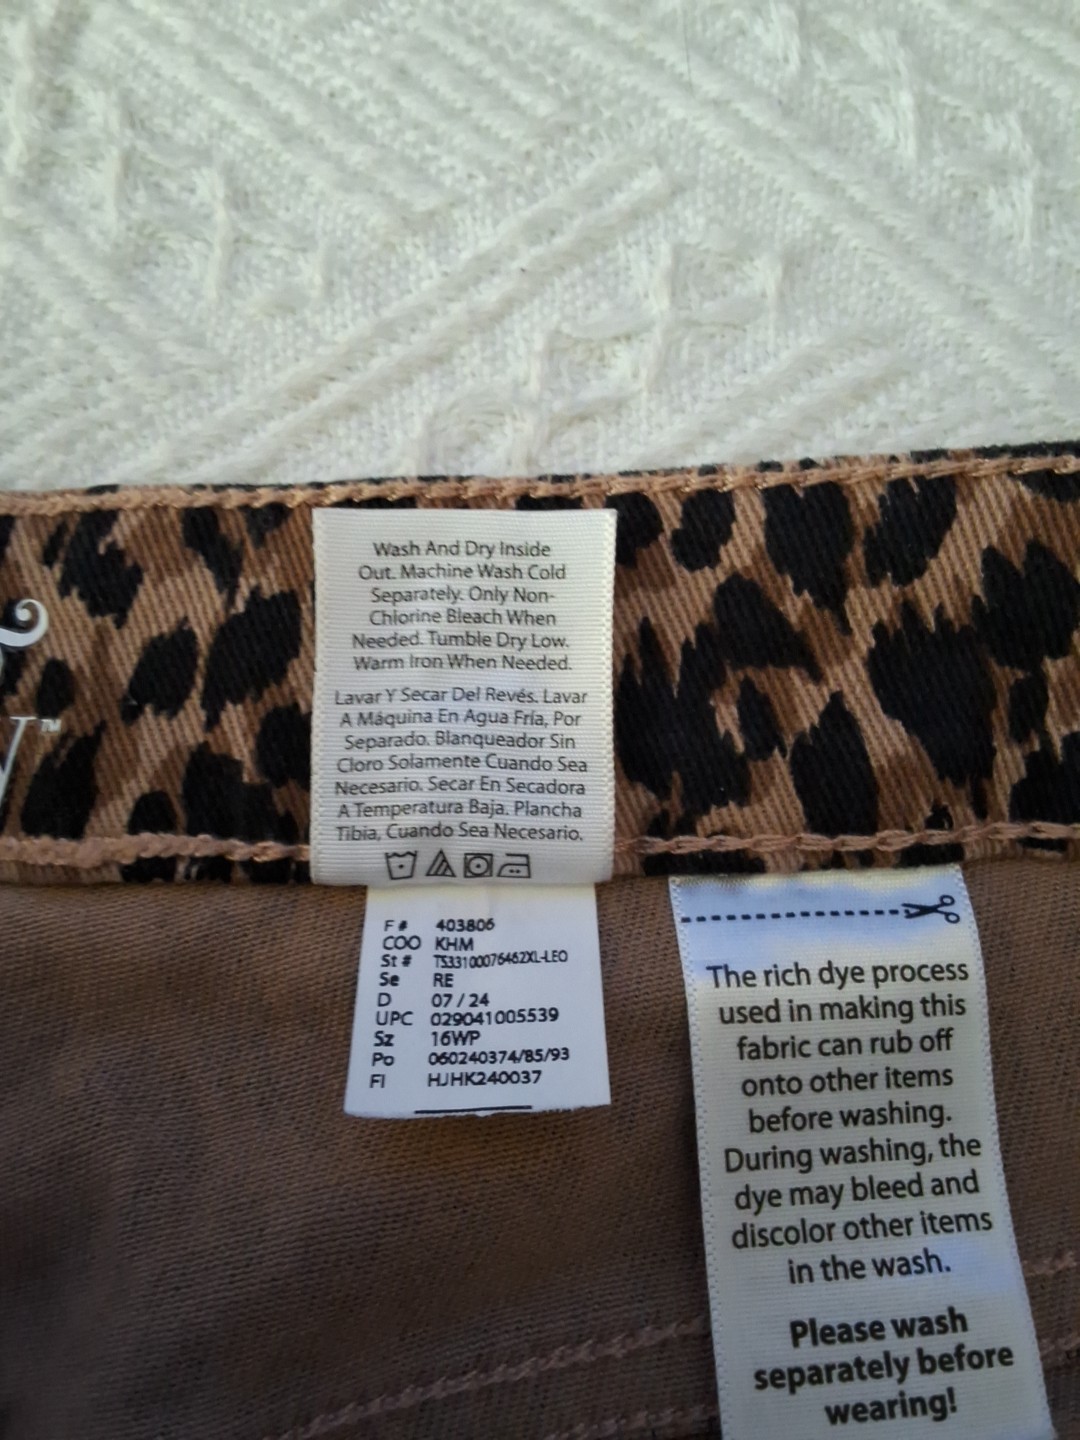 Wash And Dry Inside
Out. Machine Wash Cold
Separately. Only Non-
Chlorine Bleach When
Needed. Tumble Dry Low.
Warm Iron When Needed.
Lavar Y Secar Del Revés. Lavar
A Máquina En Agua Fría, Por
Separado. Blanqueador Sin
Cloro Solamente Cuando Sea
Necesario. Secar En Secadora
A Temperatura Baja. Plancha
Tibia, Cuando Sea Necesario.
F # 403806
COO KHM
St # TS33100076462XL-LEO
Se RE
D 07 / 24
UPC 029041005539
Sz 16WP
Po 060240374/85/93
FI HJHK240037
The rich dye process
used in making this
fabric can rub off
onto other items
before washing.
During washing, the
dye may bleed and
discolor other items
in the wash.
Please wash
separately before
wearing!
TM